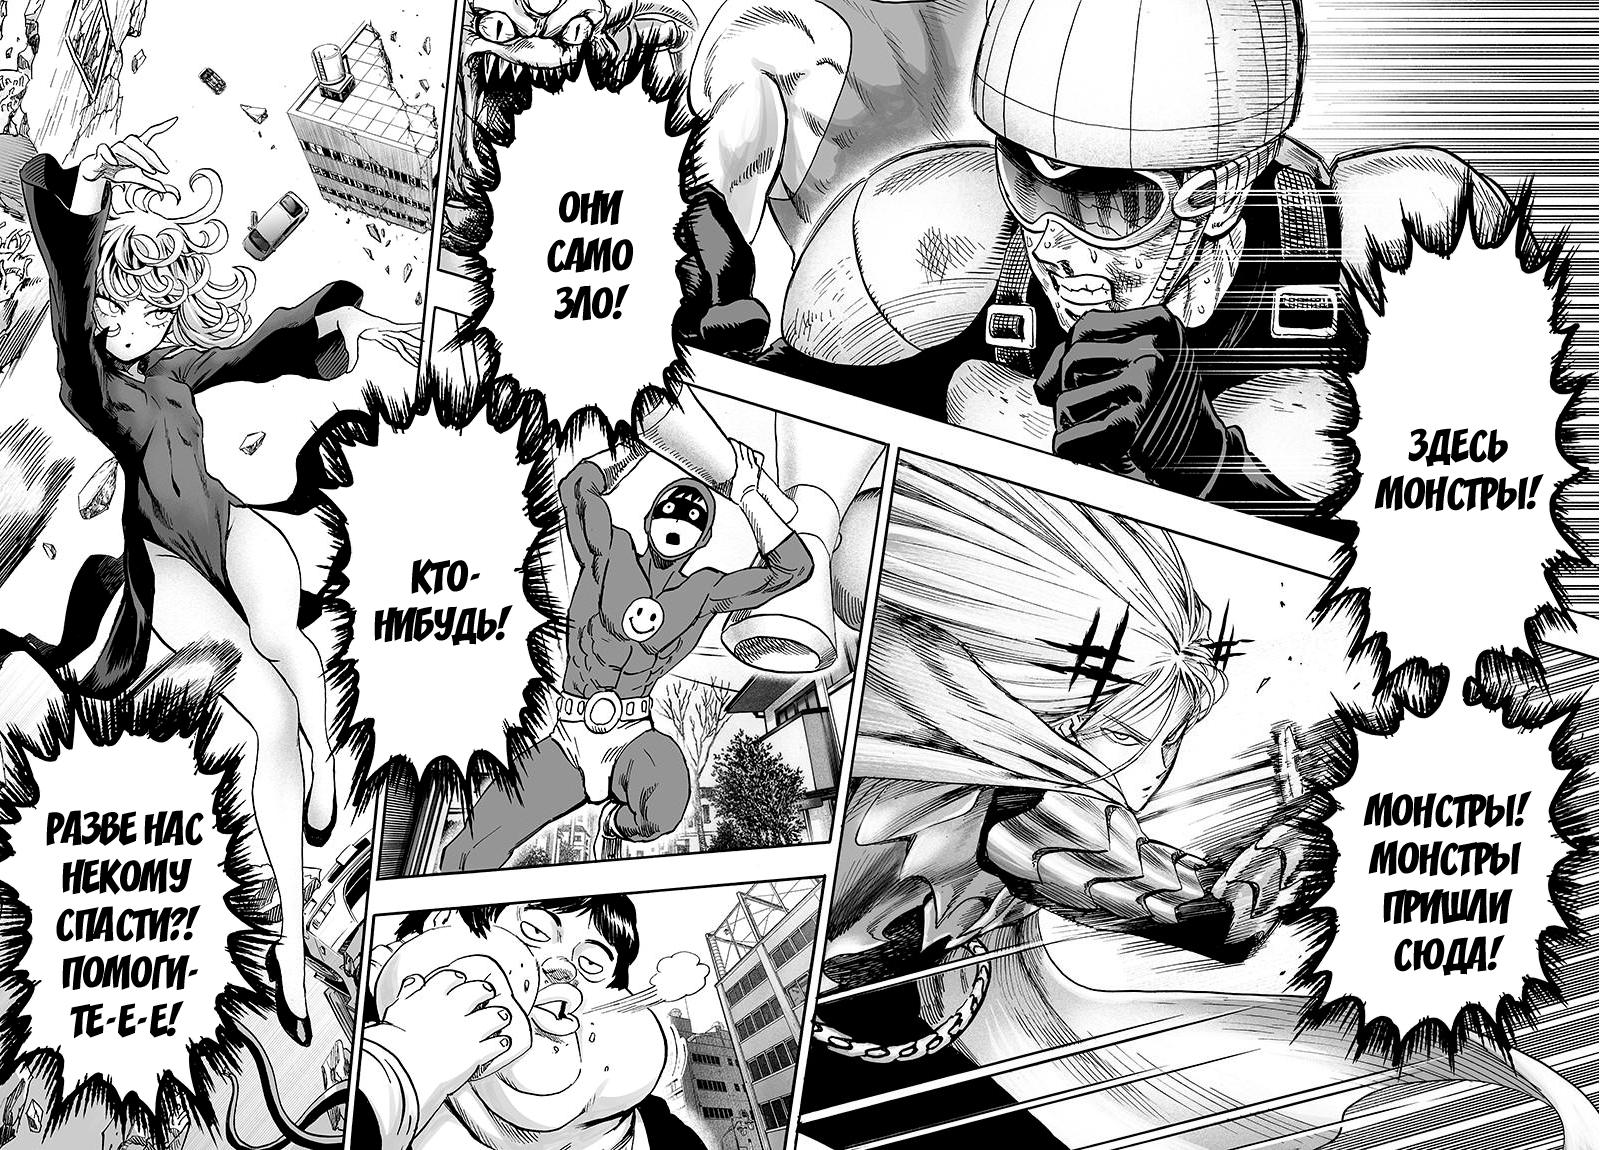 ЗДЕСЬ
МОНСТРЫ!
МОНСТРЫ!
МОНСТРЫ
ПРИШЛИ
СЮДА!
ОНИ
САМО
ЗЛО!
КТО-
НИБУДЬ!
РАЗВЕ НАС
НЕКОМУ
СПАСТИ?!
ПОМОГИ-
ТЕ-Е-Е!